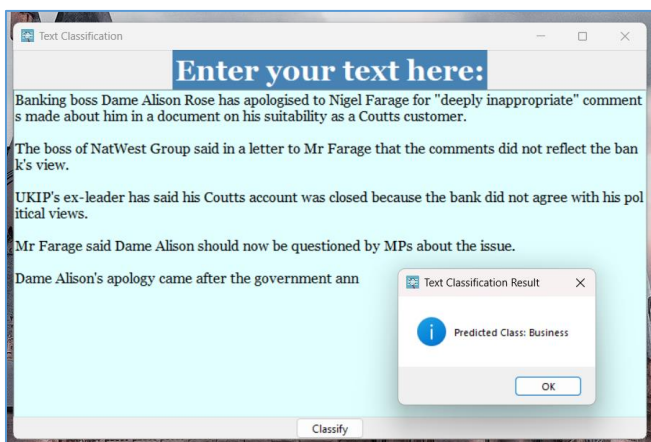 Text Classification
Enter your text here:
Banking boss Dame Alison Rose has apologised to Nigel Farage for "deeply inappropriate" comment
s made about him in a document on his suitability as a Coutts customer.
The boss of NatWest Group said in a letter to Mr Farage that the comments did not reflect the ban
k's view.
UKIP's ex-leader has said his Coutts account was closed because the bank did not agree with his pol
itical views.
Mr Farage said Dame Alison should now be questioned by MPs about the issue.
Dame Alison's apology came after the government ann
Text Classification Result
Predicted Class: Business
OK
Classify